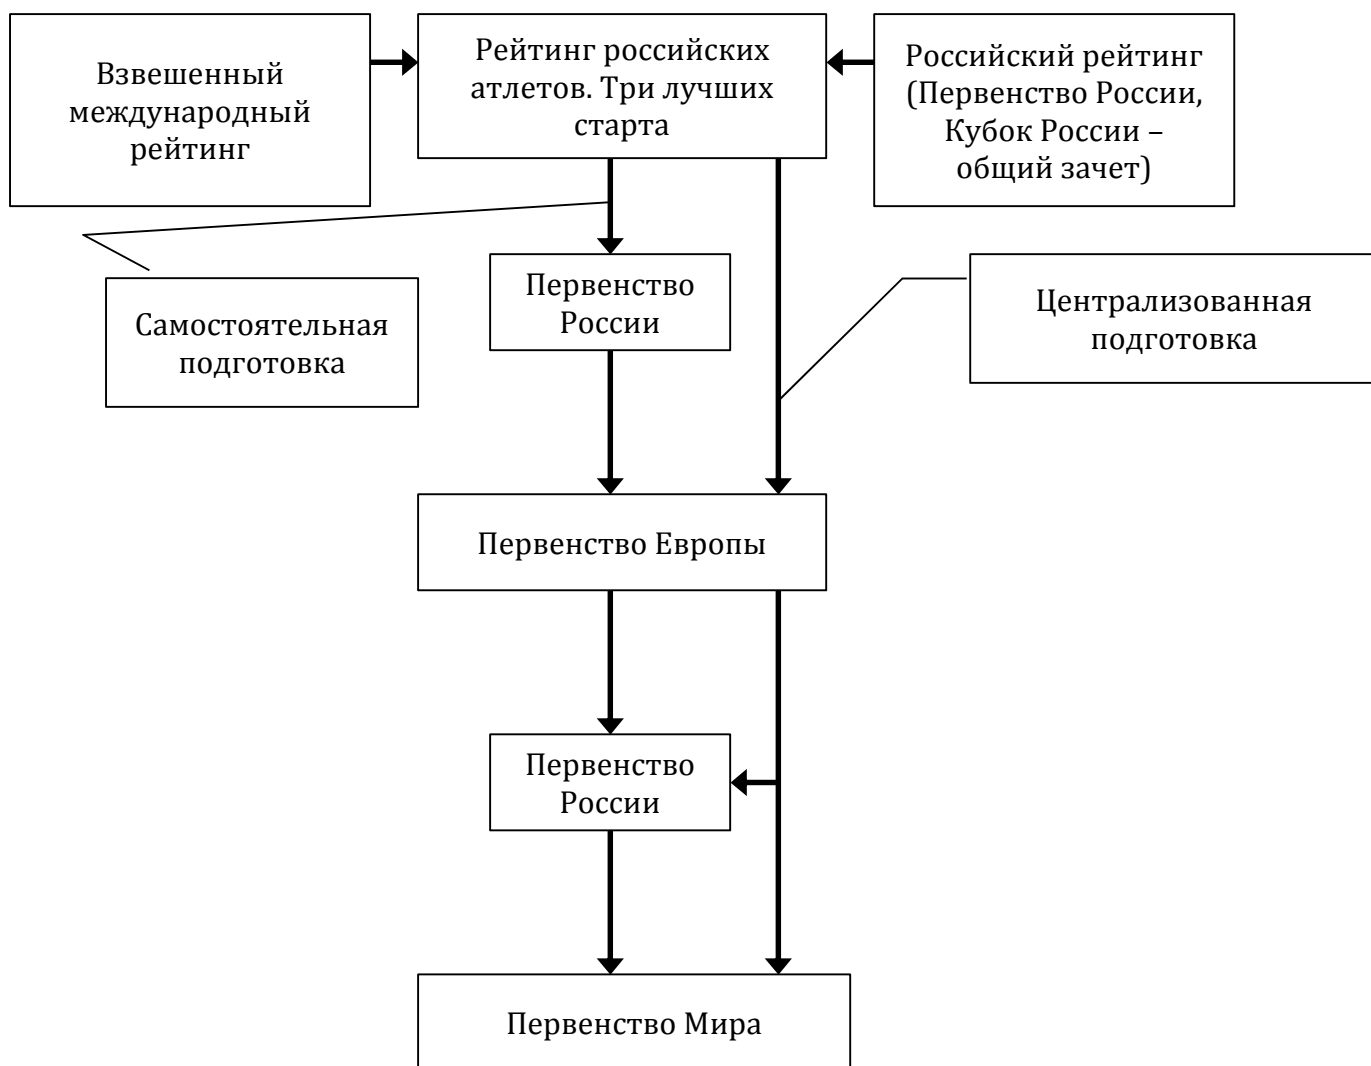 Взвешенный
международный
рейтинг
Рейтинг российских
атлетов. Три лучших
старта
Российский рейтинг
(Первенство России,
Кубок России –
общий зачет)
Самостоятельная
подготовка
Первенство
России
Централизованная
подготовка
Первенство Европы
Первенство
России
Первенство Мира